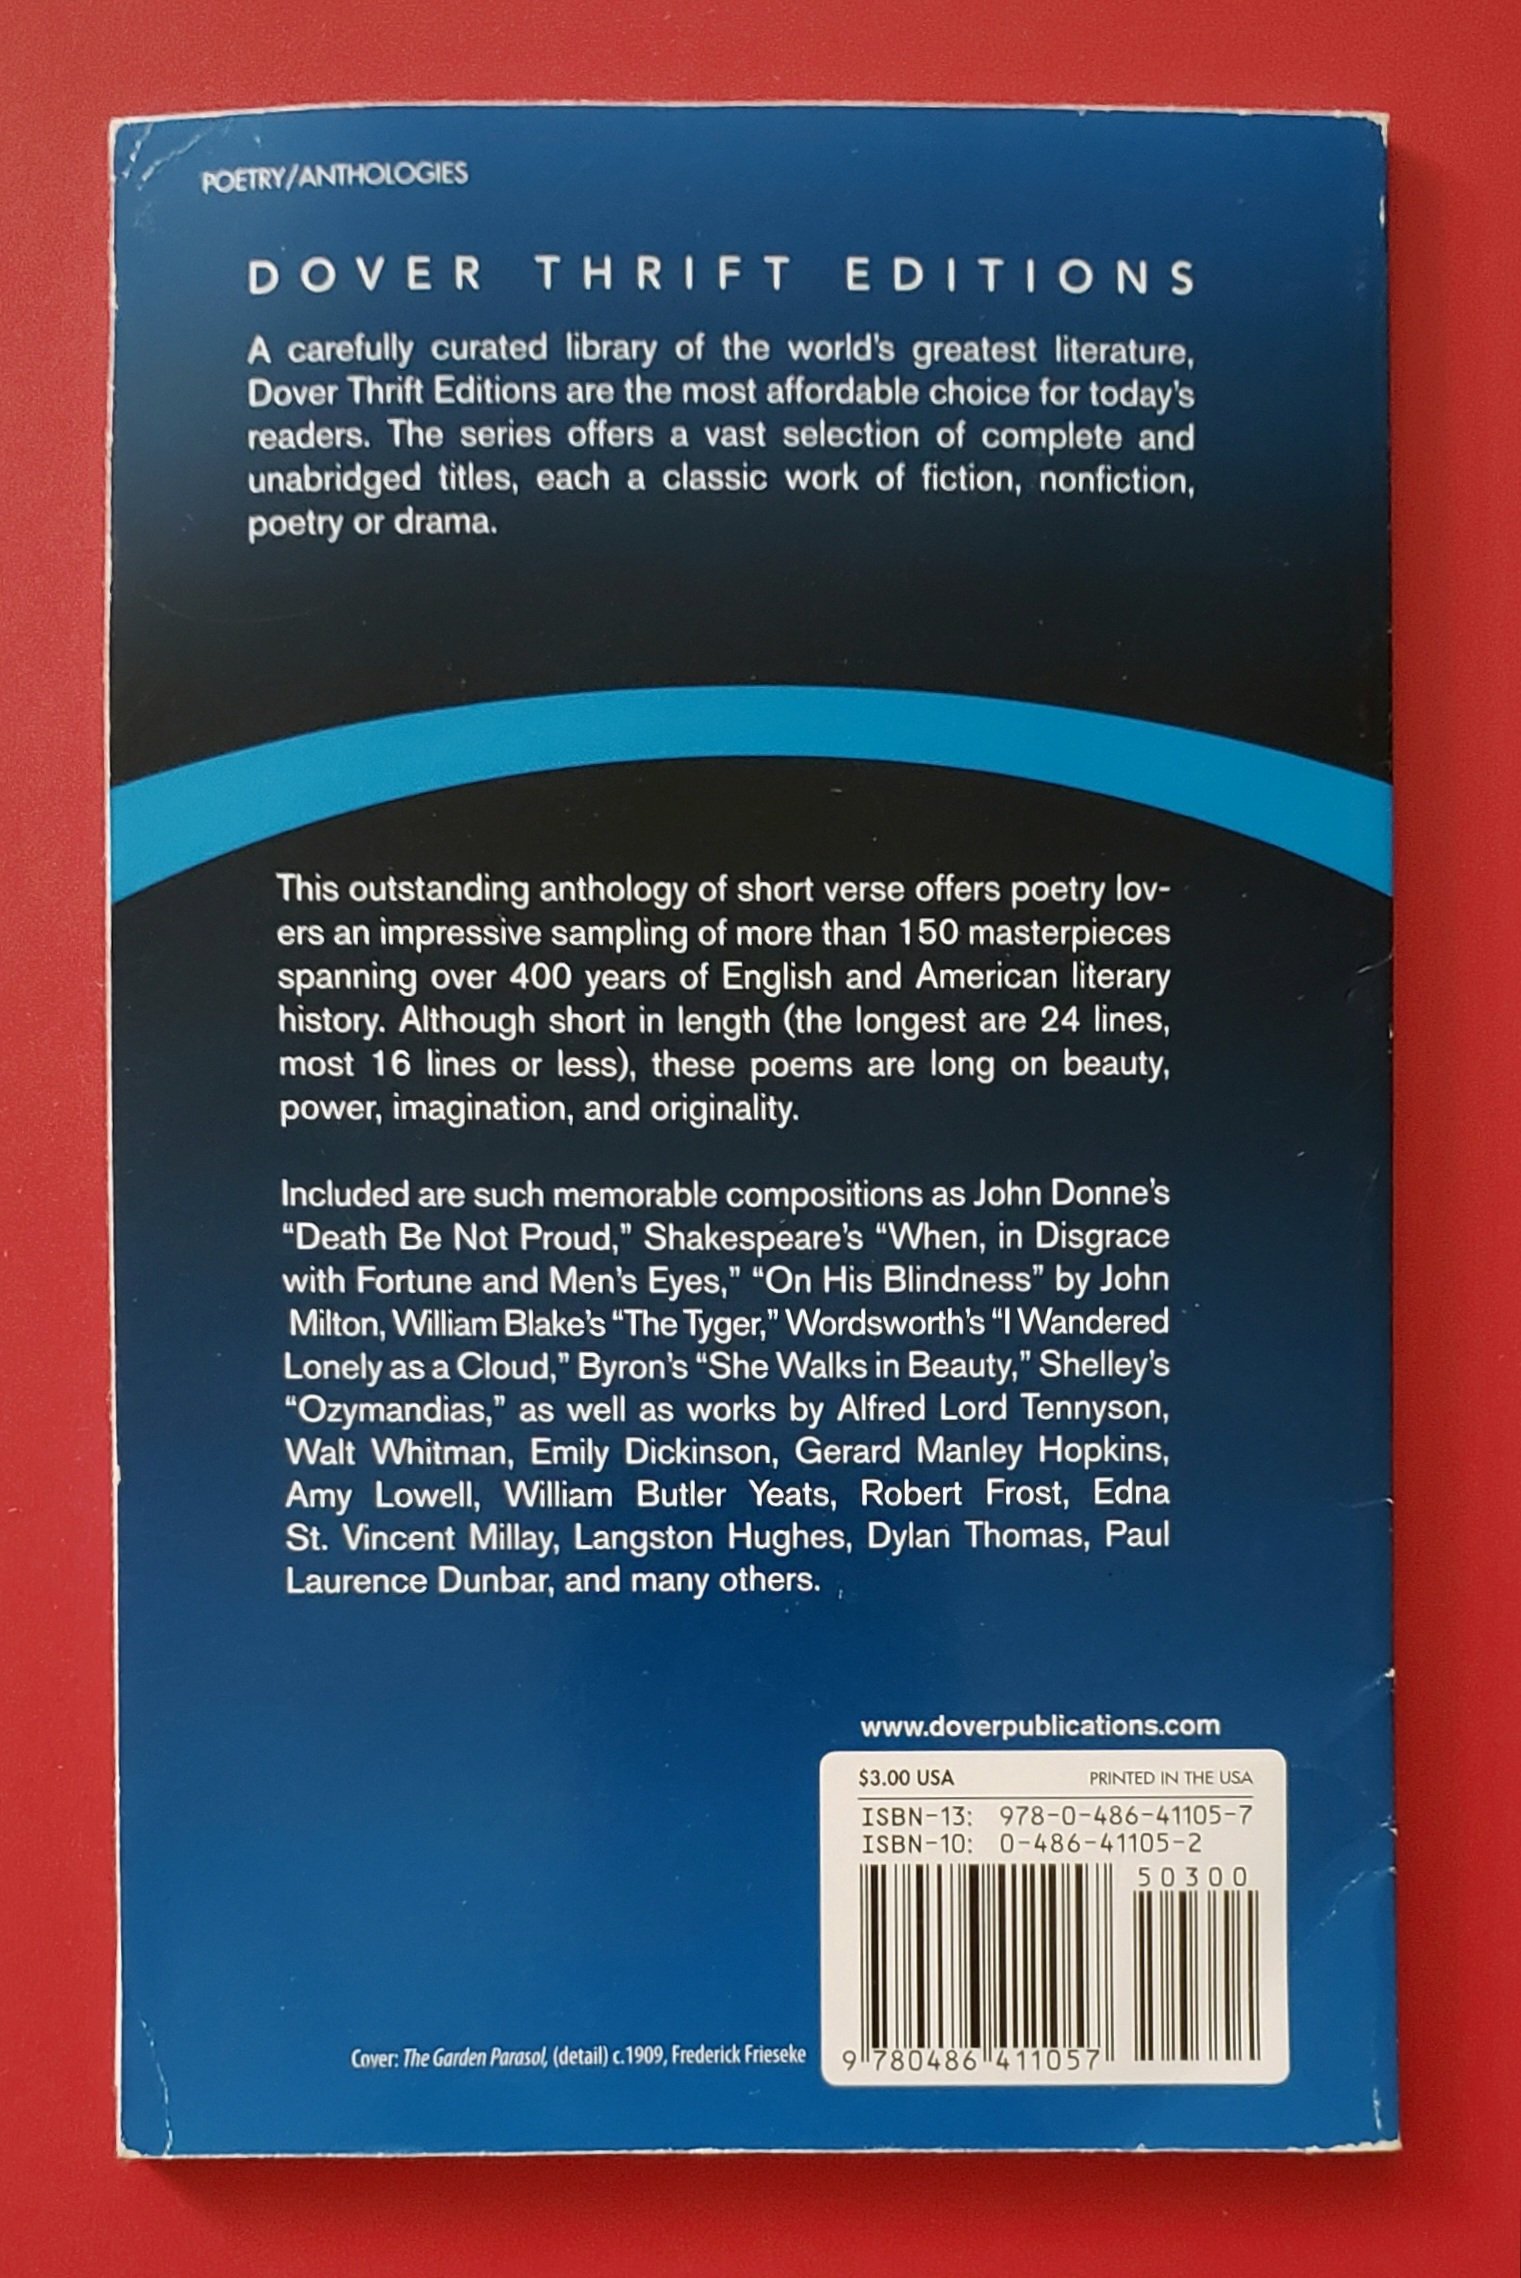 POETRY/ANTHOLOGIES
DOVER THRIFT EDITIONS
A carefully curated library of the world's greatest literature,
Dover Thrift Editions are the most affordable choice for today's
readers. The series offers a vast selection of complete and
unabridged titles, each a classic work of fiction, nonfiction,
poetry or drama.
This outstanding anthology of short verse offers poetry lov-
ers an impressive sampling of more than 150 masterpieces
spanning over 400 years of English and American literary
history. Although short in length (the longest are 24 lines,
most 16 lines or less), these poems are long on beauty,
power, imagination, and originality.
Included are such memorable compositions as John Donne's
“Death Be Not Proud,” Shakespeare's “When, in Disgrace
with Fortune and Men's Eyes,” “On His Blindness” by John
Milton, William Blake's “The Tyger,” Wordsworth's “I Wandered
Lonely as a Cloud,” Byron's “She Walks in Beauty,” Shelley's
“Ozymandias,” as well as works by Alfred Lord Tennyson,
Walt Whitman, Emily Dickinson, Gerard Manley Hopkins,
Amy Lowell, William Butler Yeats, Robert Frost, Edna
St. Vincent Millay, Langston Hughes, Dylan Thomas, Paul
Laurence Dunbar, and many others.
www.doverpublications.com
$3.00 USA PRINTED IN THE USA
ISBN-13: 978-0-486-41105-7
ISBN-10: 0-486-41105-2
50300
9 780486 411057
Cover: The Garden Parasol, (detail) c.1909, Frederick Frieseke